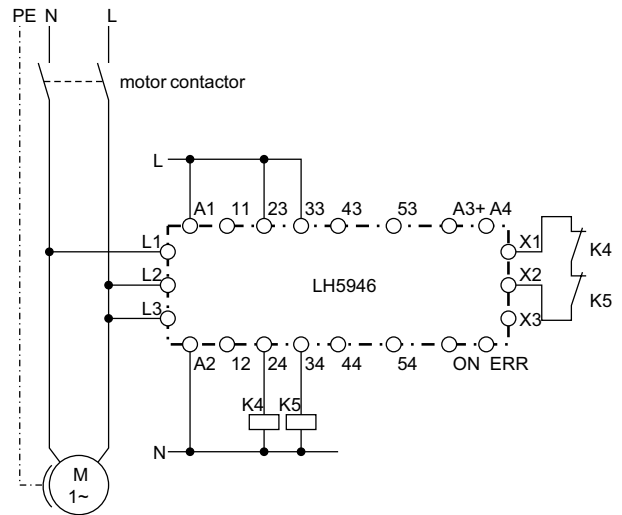 PE N L
motor contactor
L
A1 11 23 33 43 53 A3+ A4
L1 X1
K4
L2 LH5946 X2
K5
L3 X3
A2 12 24 34 44 54 ON ERR
K4 K5
N
M
1~